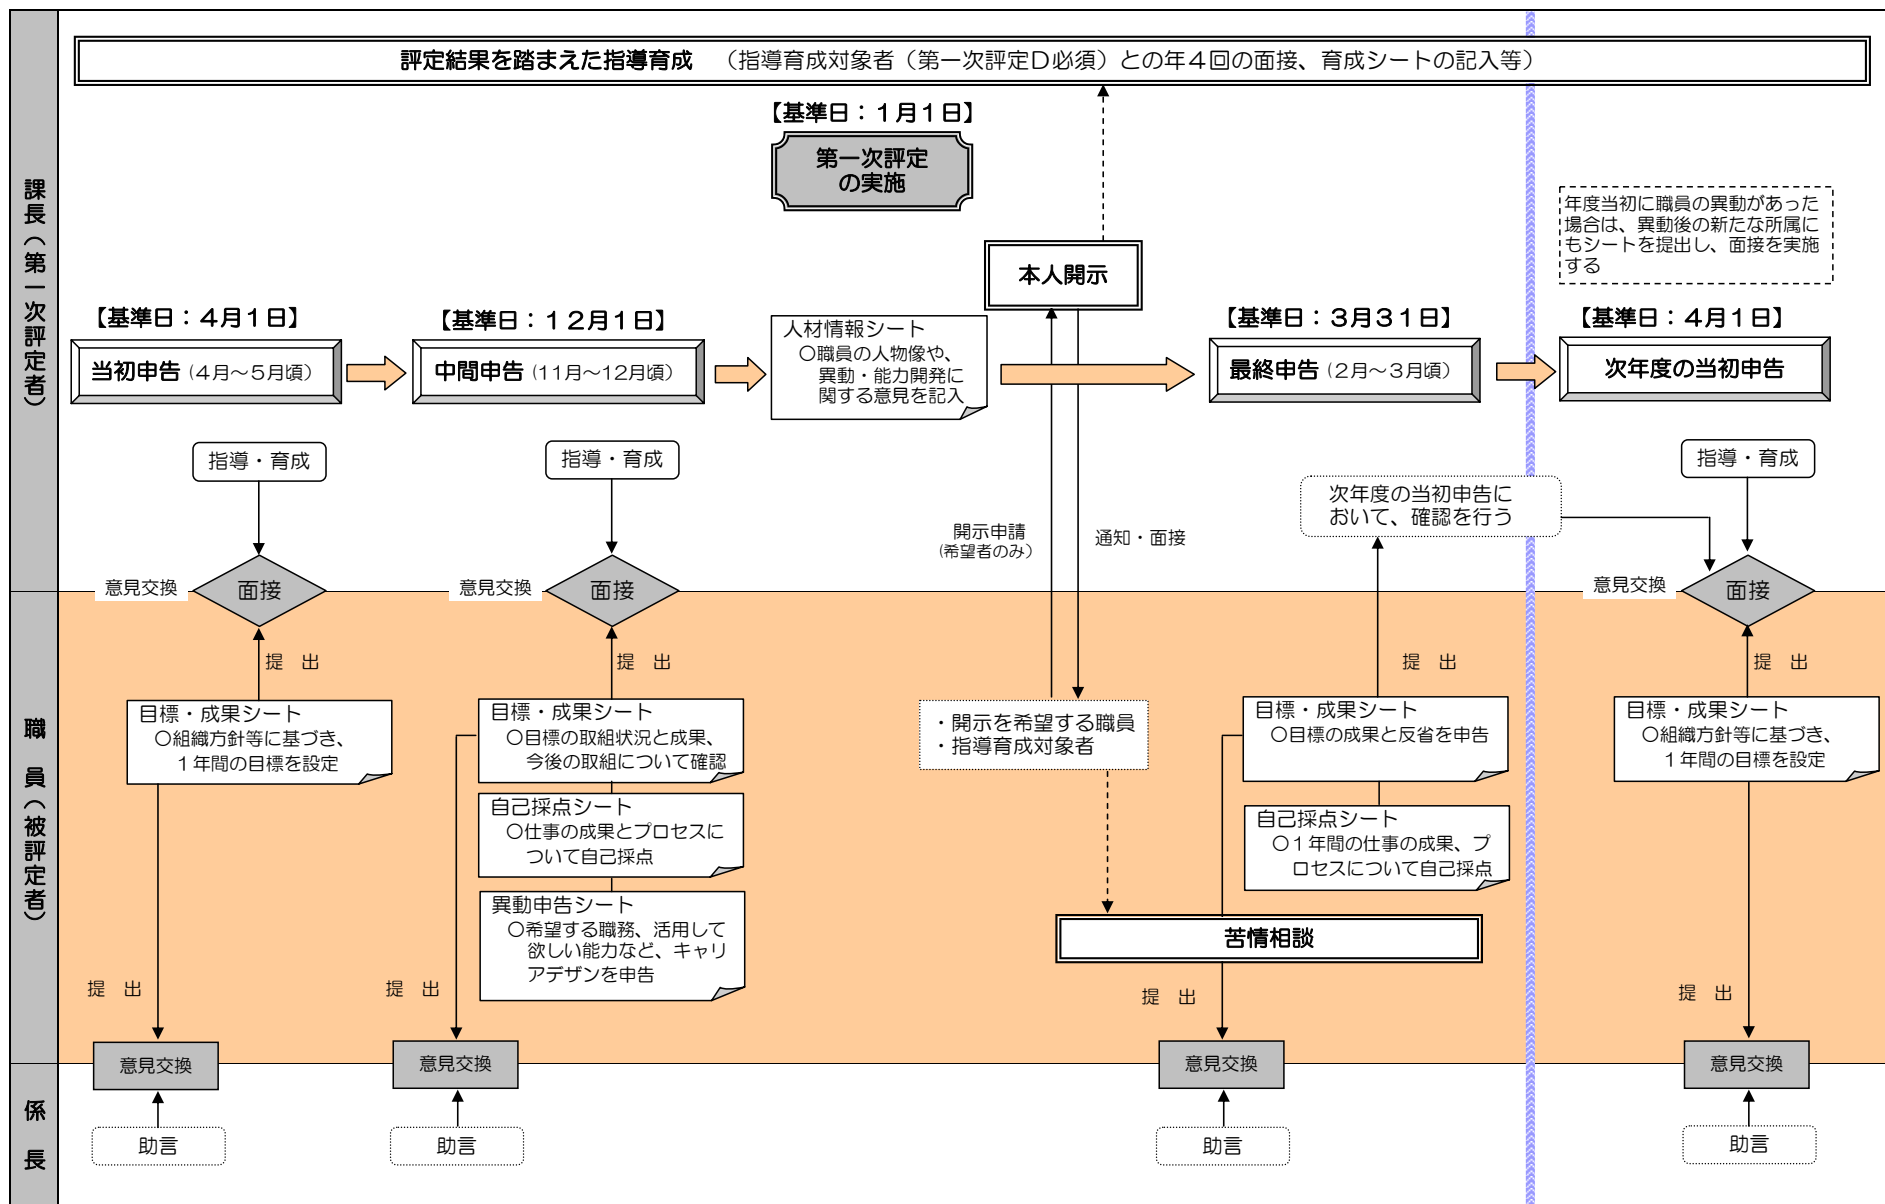 評定結果を踏まえた指導育成　（指導育成対象者（第一次評定Ｄ必須）との年４回の面接、育成シートの記入等）
課長（第一次評定者）
【基準日：１月１日】
第一次評定
の実施
年度当初に職員の異動があった
場合は、異動後の新たな所属に
もシートを提出し、面接を実施
する
本人開示
【基準日：４月１日】
当初申告（４月～５月頃）
【基準日：１２月１日】
中間申告（11月～12月頃）
人材情報シート
○職員の人物像や、
異動・能力開発に
関する意見を記入
【基準日：３月３１日】
最終申告（２月～３月頃）
【基準日：４月１日】
次年度の当初申告
指導・育成
指導・育成
指導・育成
次年度の当初申告に
おいて、確認を行う
開示申請
（希望者のみ）
通知・面接
意見交換
面接
意見交換
面接
意見交換
面接
職　員（被評定者）
提　出
提　出
提　出
提　出
目標・成果シート
○組織方針等に基づき、
１年間の目標を設定
目標・成果シート
○目標の取組状況と成果、
今後の取組について確認
自己採点シート
○仕事の成果とプロセスに
ついて自己採点
異動申告シート
○希望する職務、活用して
欲しい能力など、キャリ
アデザンを申告
・開示を希望する職員
・指導育成対象者
目標・成果シート
○目標の成果と反省を申告
自己採点シート
○１年間の仕事の成果、プ
ロセスについて自己採点
目標・成果シート
○組織方針等に基づき、
１年間の目標を設定
苦情相談
提　出
提　出
提　出
提　出
係　長
意見交換
意見交換
意見交換
意見交換
助言
助言
助言
助言